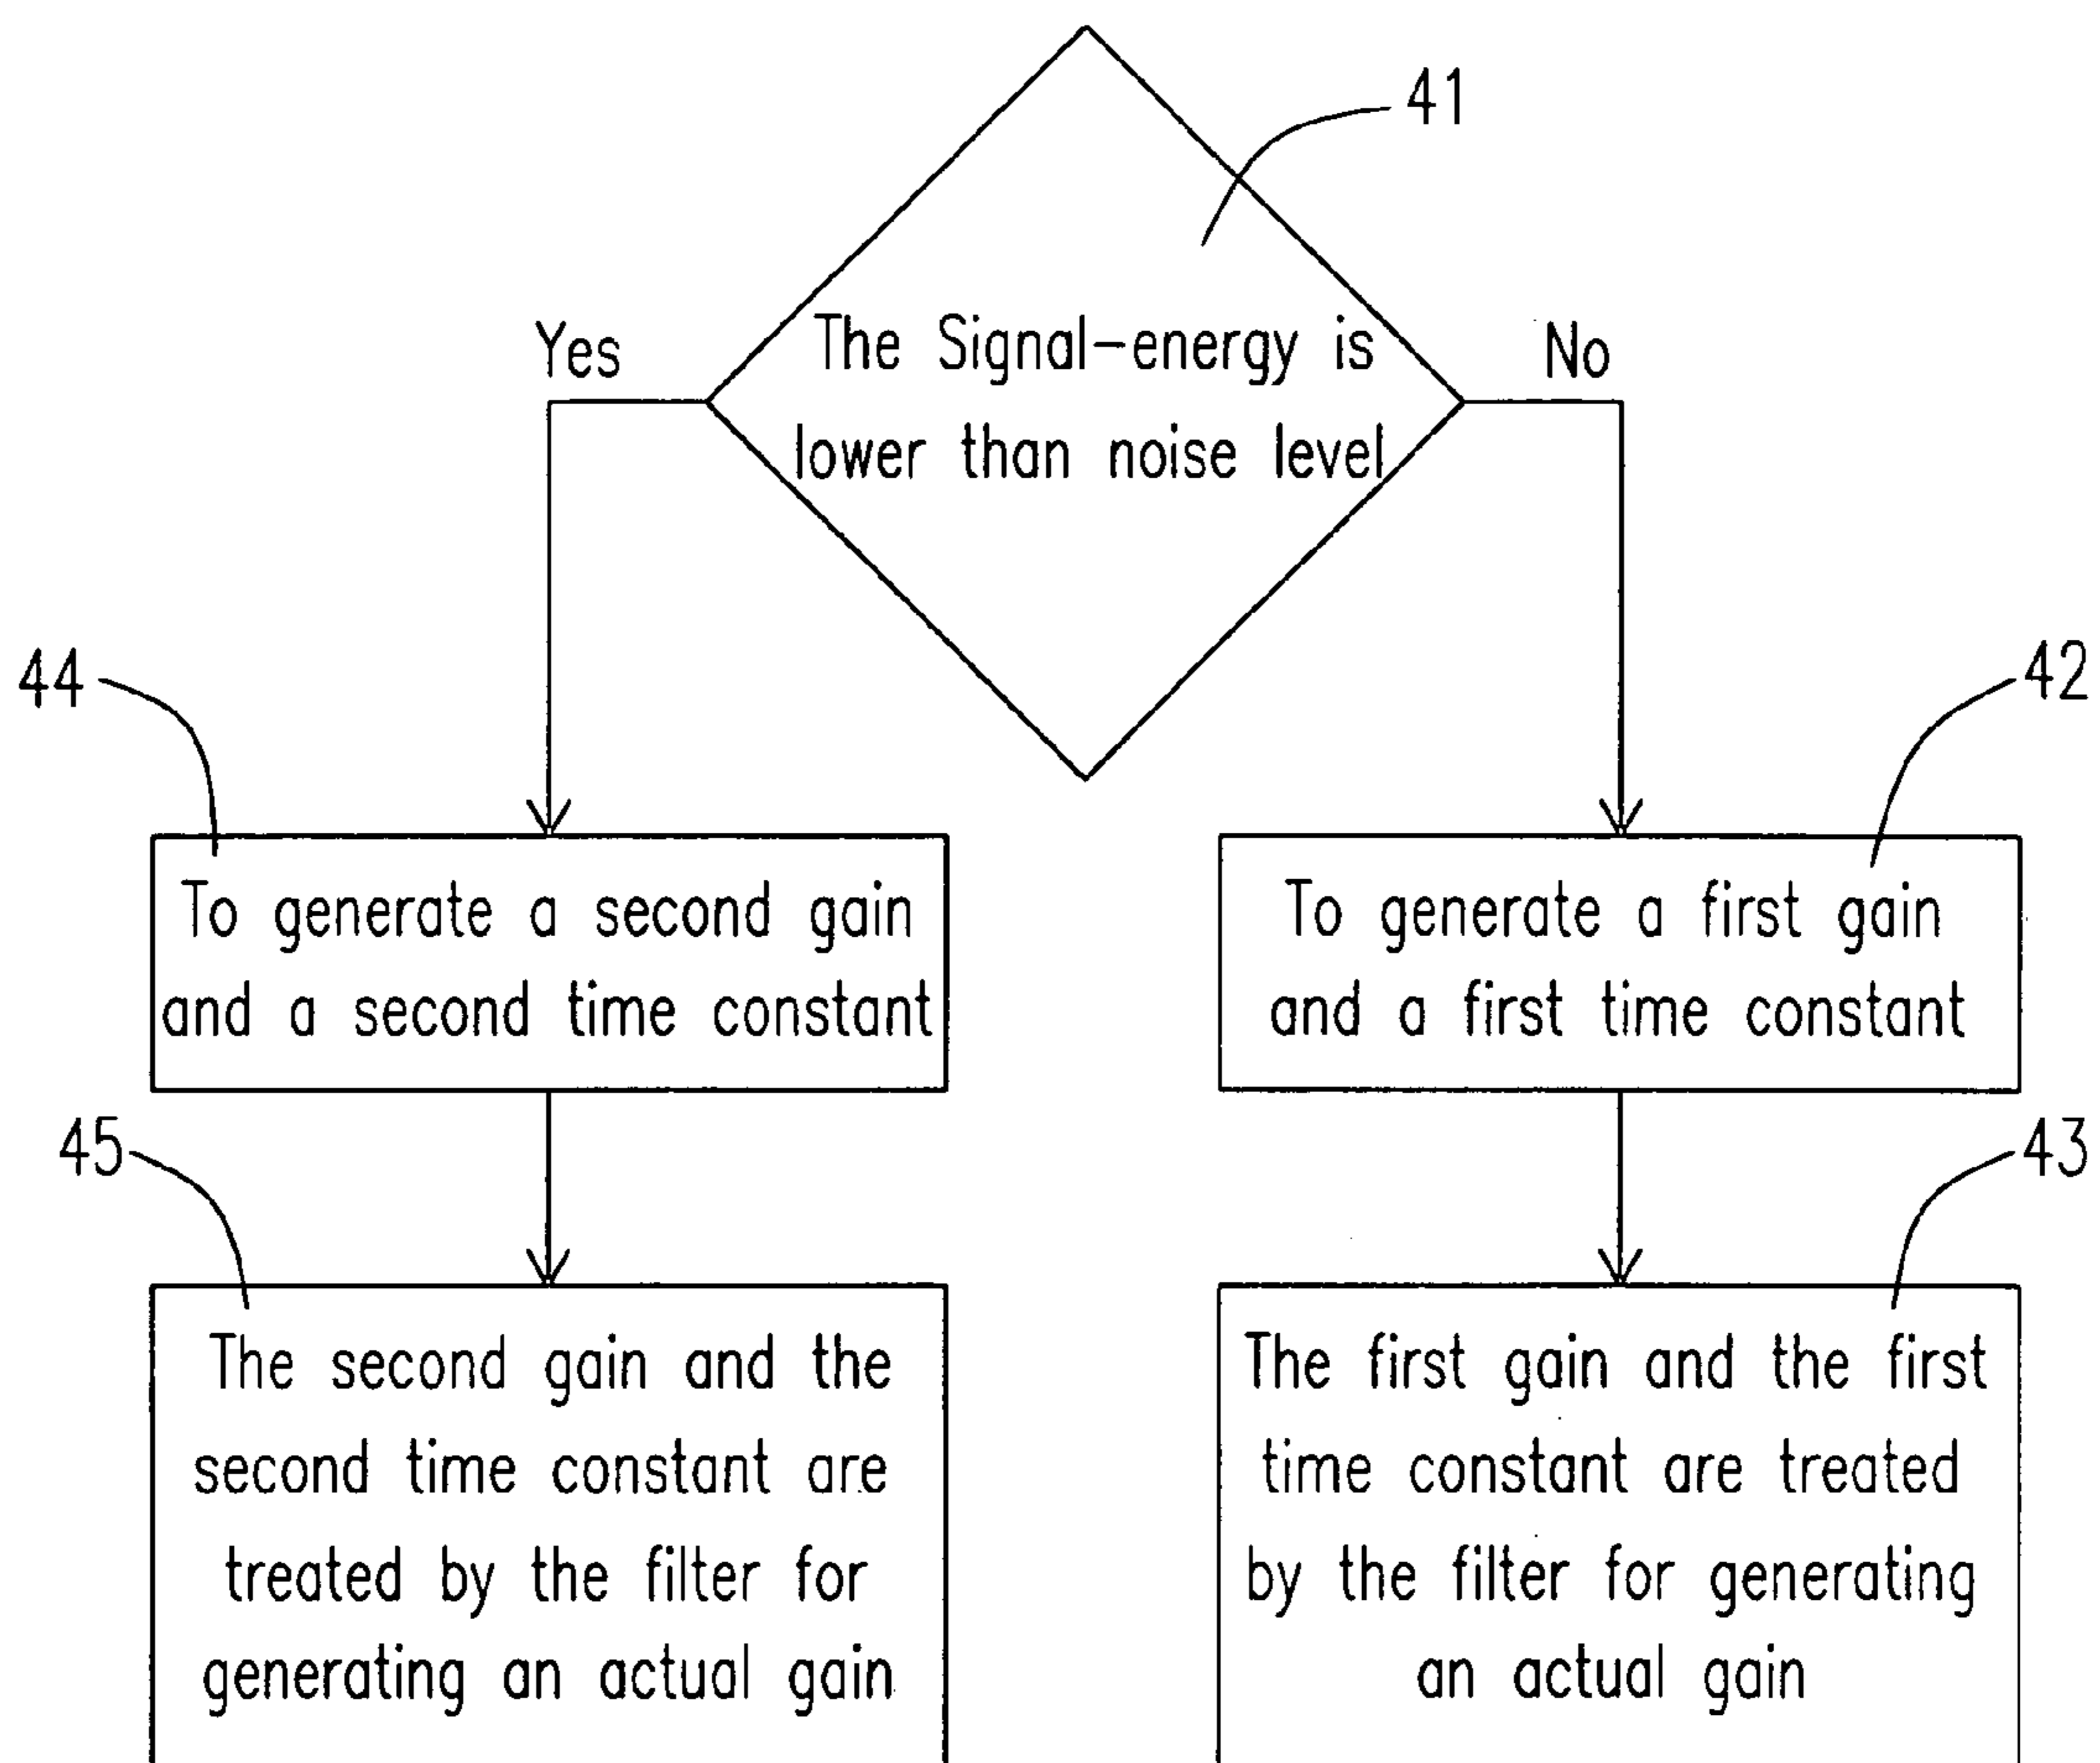 41
Yes
The Signal-energy is
lower than noise level
No
44
42
To generate a second gain
and a second time constant
To generate a first gain
and a first time constant
45
43
The second gain and the
second time constant are
treated by the filter for
generating an actual gain
The first gain and the first
time constant are treated
by the filter for generating
an actual gain